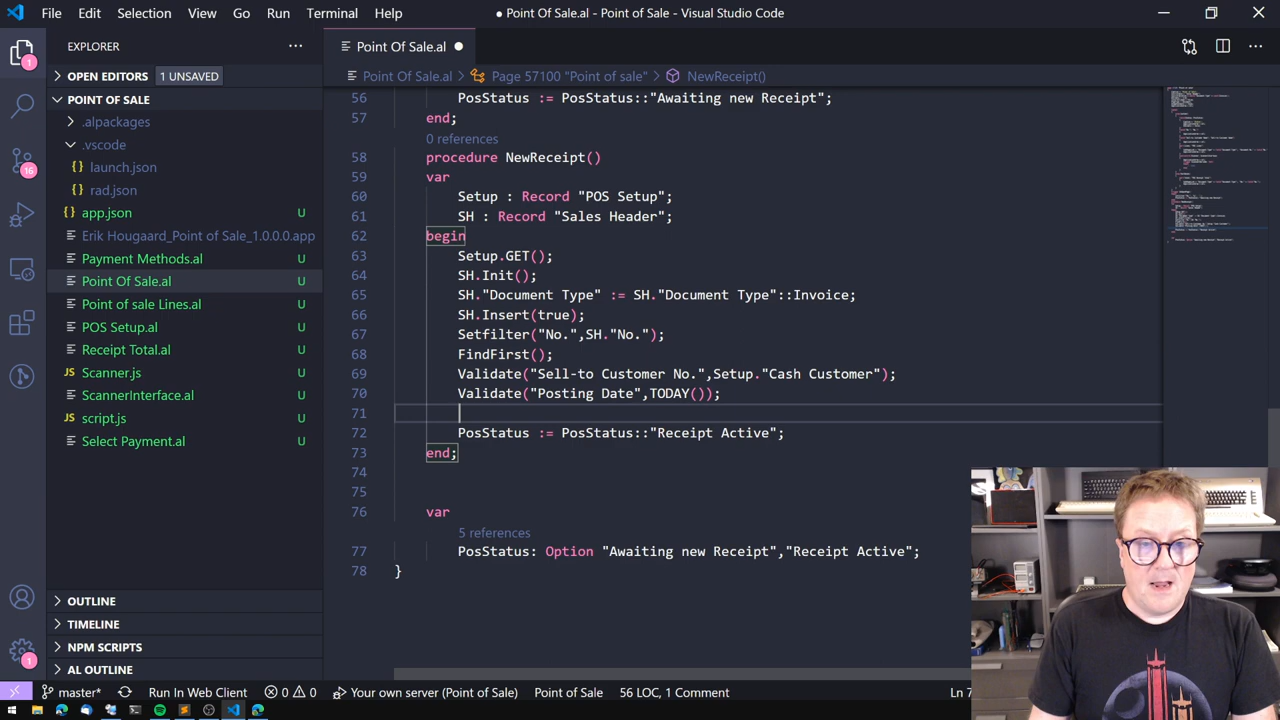 File Edit Selection View Go Run Terminal Help
● Point Of Sale.al - Point of Sale - Visual Studio Code
EXPLORER
OPEN EDITORS 1 UNSAVED
POINT OF SALE
.alpackages
.vscode
launch.json
rad.json
app.json U
Erik Hougaard_Point of Sale_1.0.0.0.app
Payment Methods.al U
Point Of Sale.al U
Point of sale Lines.al U
POS Setup.al U
Receipt Total.al U
Scanner.js U
ScannerInterface.al U
script.js U
Select Payment.al U
OUTLINE
TIMELINE
NPM SCRIPTS
AL OUTLINE
1
16
1
Point Of Sale.al
Point Of Sale.al > Page 57100 "Point of sale" > NewReceipt()
56 PosStatus := PosStatus::"Awaiting new Receipt";
57 end;
0 references
58 procedure NewReceipt()
59 var
60 Setup : Record "POS Setup";
61 SH : Record "Sales Header";
62 begin
63 Setup.GET();
64 SH.Init();
65 SH."Document Type" := SH."Document Type"::Invoice;
66 SH.Insert(true);
67 Setfilter("No.",SH."No.");
68 FindFirst();
69 Validate("Sell-to Customer No.",Setup."Cash Customer");
70 Validate("Posting Date",TODAY());
71
72 PosStatus := PosStatus::"Receipt Active";
73 end;
74
75
76 var
5 references
77 PosStatus: Option "Awaiting new Receipt","Receipt Active";
78 }
master* Run In Web Client 0 0 Your own server (Point of Sale) Point of Sale 56 LOC, 1 Comment